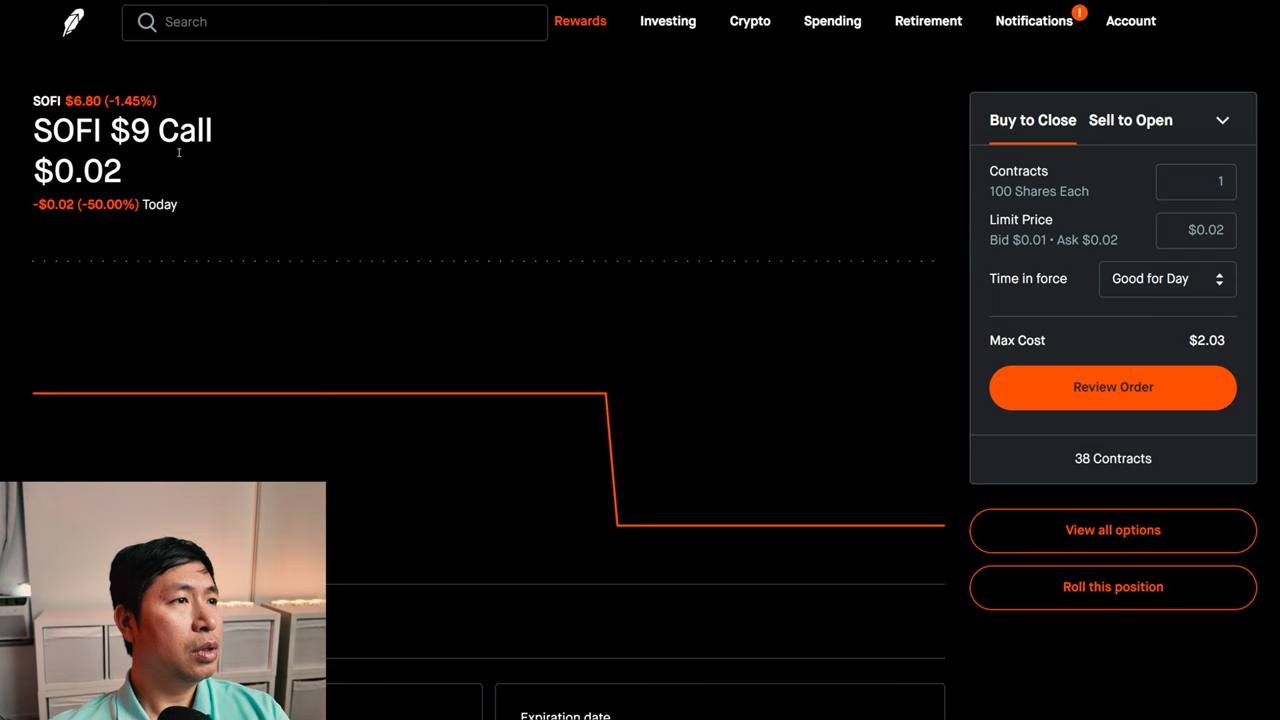 Search
Rewards
Investing
Crypto
Spending
Retirement
Notifications
!
Account
SOFI $6.80 (-1.45%)
SOFI $9 Call
$0.02
-$0.02 (-50.00%) Today
Buy to Close
Sell to Open
Contracts
100 Shares Each
1
Limit Price
Bid $0.01 • Ask $0.02
$0.02
Time in force
Good for Day
Max Cost
$2.03
Review Order
38 Contracts
View all options
Roll this position
Expiration date